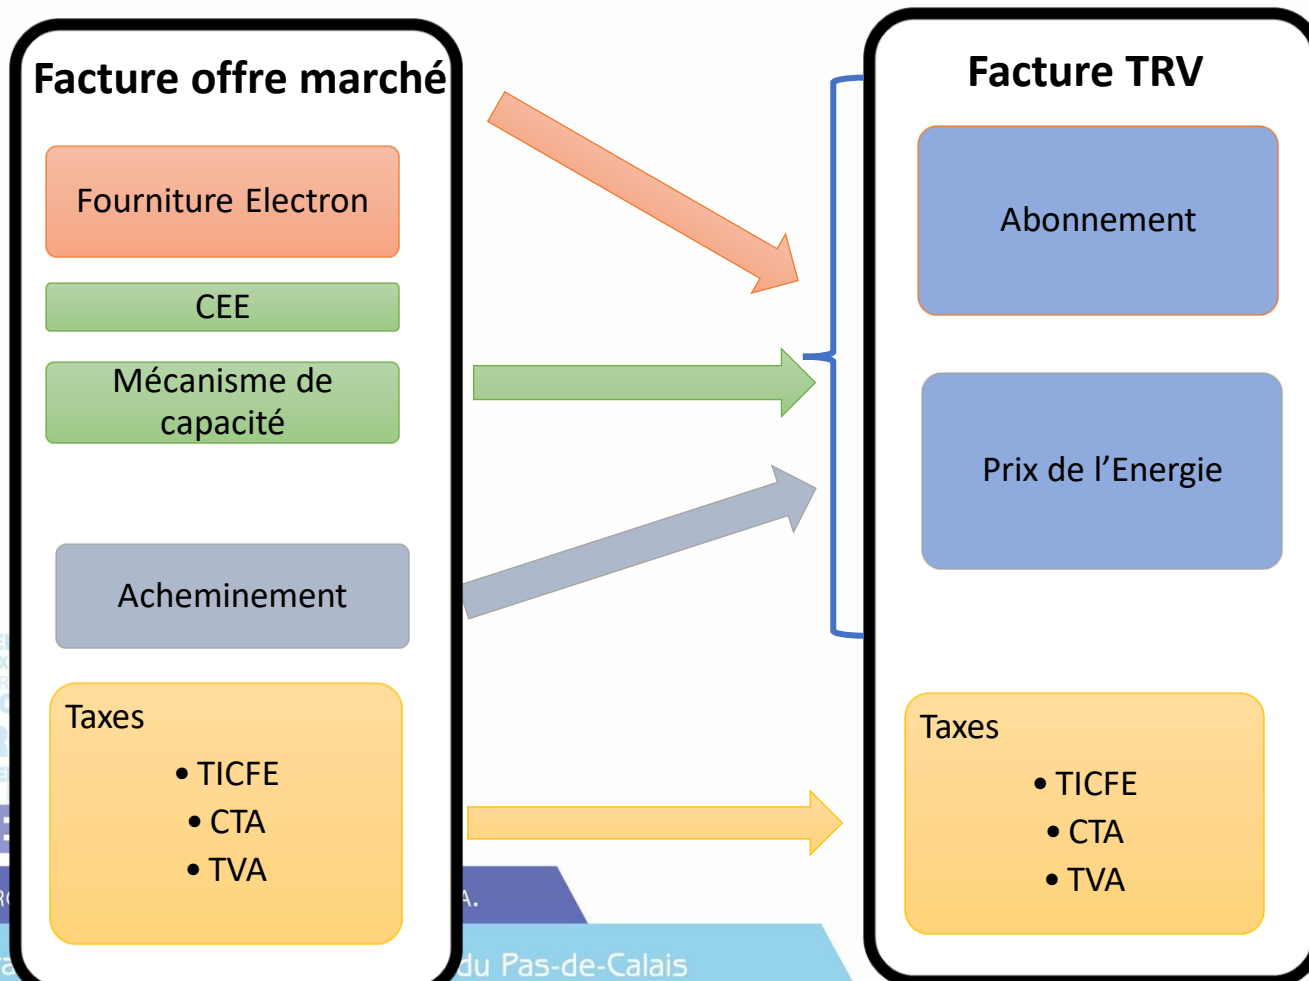 Facture offre marché
Fourniture Electron
CEE
Mécanisme de
capacité
Acheminement
Taxes
• TICFE
• CTA
• TVA
Facture TRV
Abonnement
Prix de l’Energie
Taxes
• TICFE
• CTA
• TVA
du Pas-de-Calais